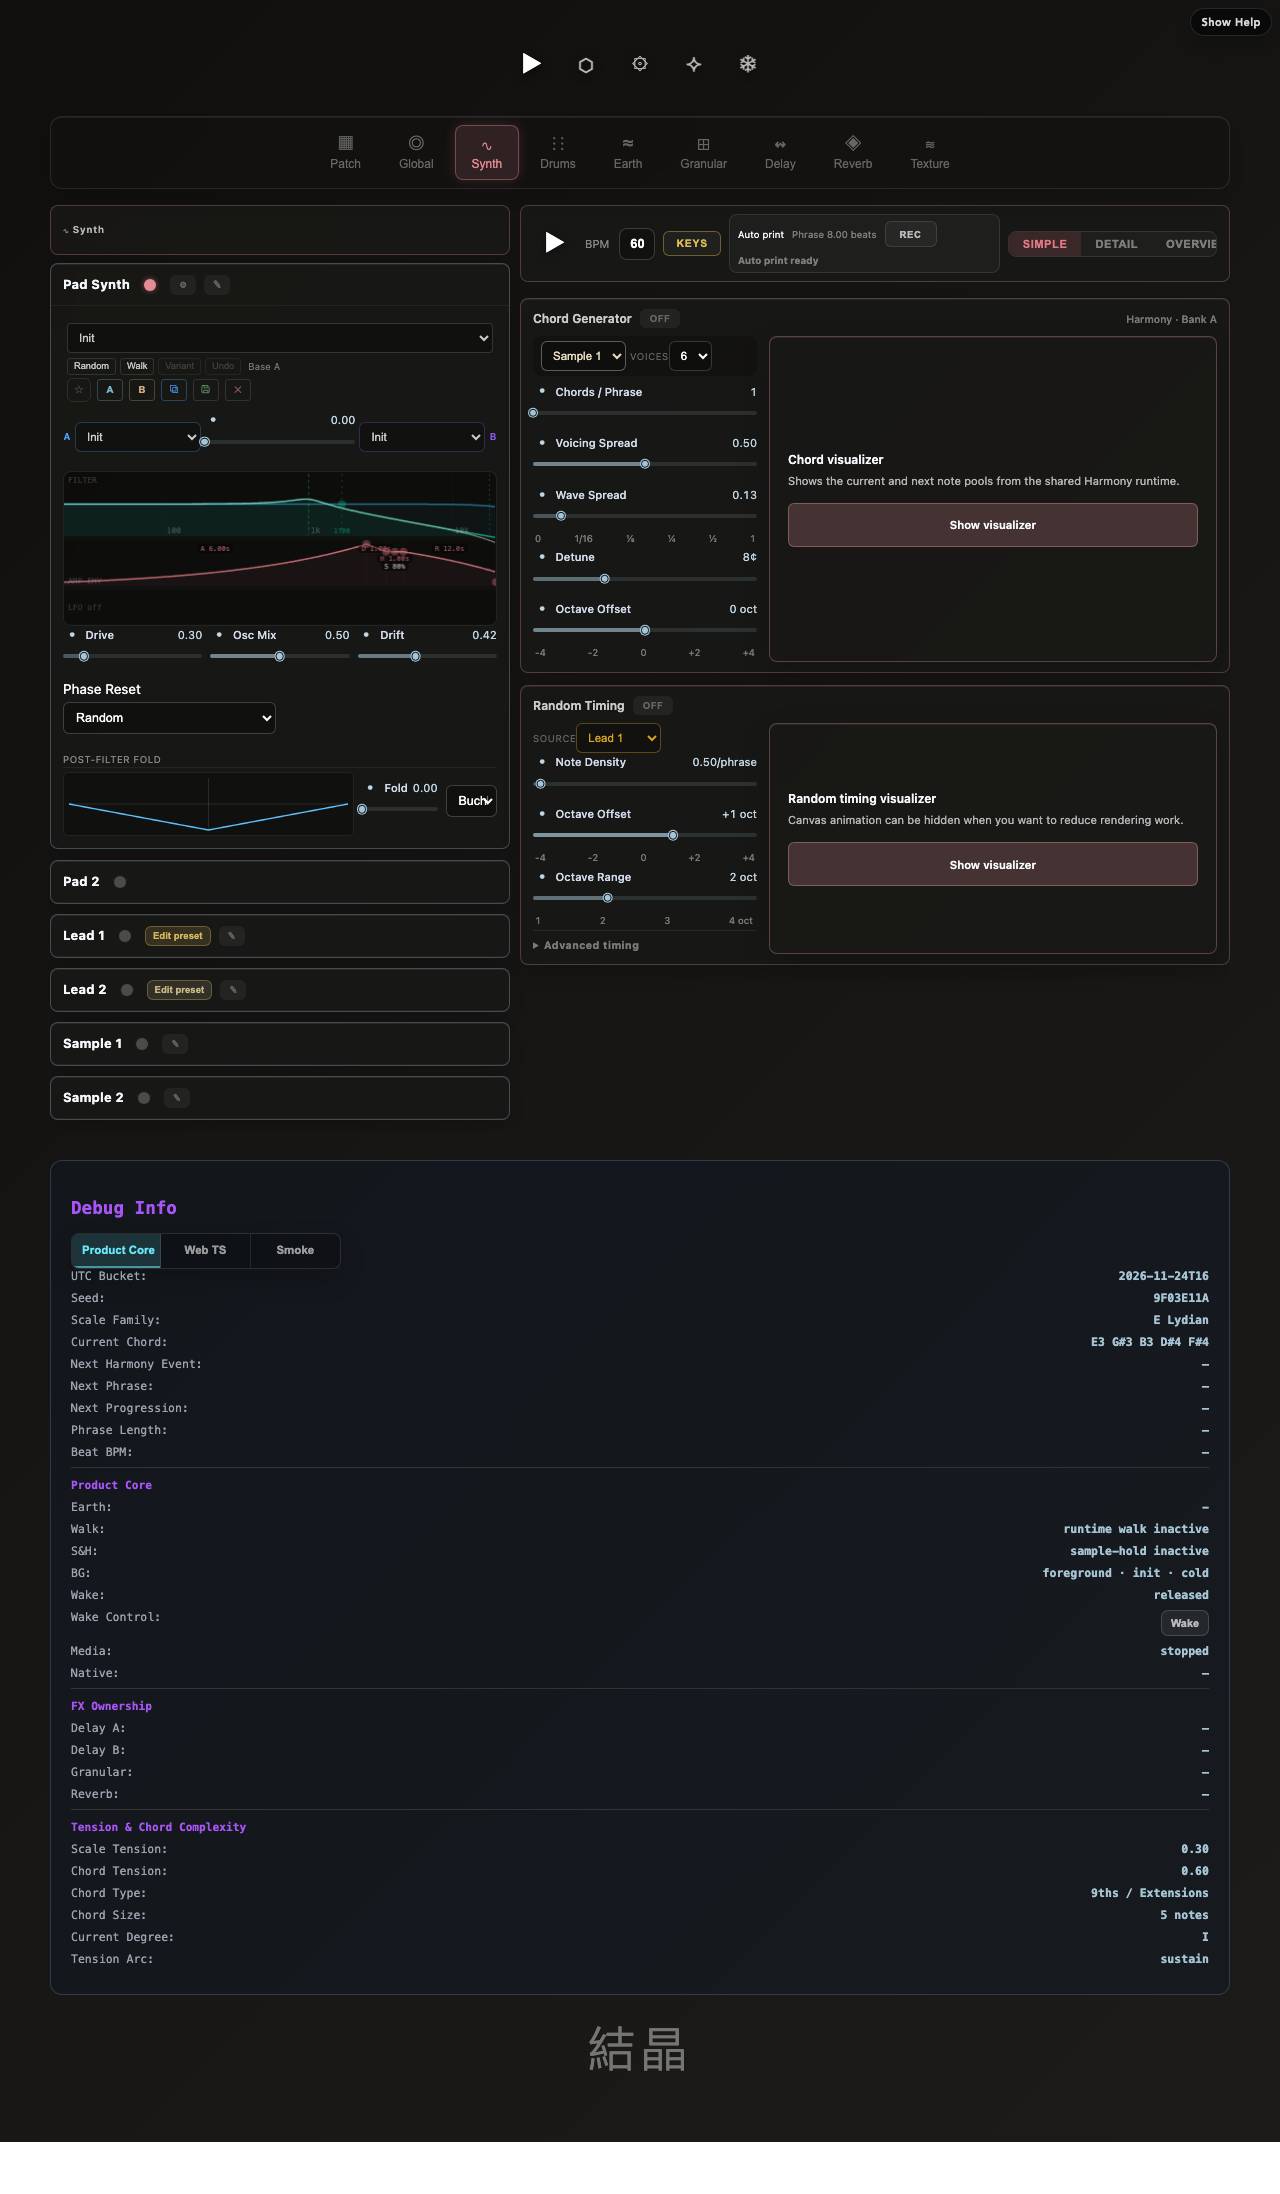 Show Help
Patch
Global
Synth
Drums
Earth
Granular
Delay
Reverb
Texture
Synth
BPM
60
KEYS
Auto print Phrase 8.00 beats
REC
Auto print ready
SIMPLE
DETAIL
OVERVIE
Pad Synth
Init
Random
Walk
Variant
Undo
Base A
A
B
0.00
A
Init
Init
B
FILTER
100
1k
10k
A 6.00s
R 12.0s
S 80%
AMP ENV
LFO off
Drive 0.30
Osc Mix 0.50
Drift 0.42
Phase Reset
Random
POST-FILTER FOLD
Fold 0.00
Buch
Pad 2
Lead 1
Edit preset
Lead 2
Edit preset
Sample 1
Sample 2
Chord Generator
OFF
Harmony · Bank A
Sample 1
VOICES
6
Chords / Phrase 1
Voicing Spread 0.50
Wave Spread 0.13
0 1/16 ⅛ ¼ ½ 1
Detune 8¢
Octave Offset 0 oct
-4 -2 0 +2 +4
Chord visualizer
Shows the current and next note pools from the shared Harmony runtime.
Show visualizer
Random Timing
OFF
SOURCE
Lead 1
Note Density 0.50/phrase
Octave Offset +1 oct
-4 -2 0 +2 +4
Octave Range 2 oct
1 2 3 4 oct
Advanced timing
Random timing visualizer
Canvas animation can be hidden when you want to reduce rendering work.
Show visualizer
Debug Info
Product Core
Web TS
Smoke
UTC Bucket: 2026-11-24T16
Seed: 9F03E11A
Scale Family: E Lydian
Current Chord: E3 G#3 B3 D#4 F#4
Next Harmony Event: —
Next Phrase: —
Next Progression: —
Phrase Length: —
Beat BPM: —
Product Core
Earth: —
Walk: runtime walk inactive
S&H: sample-hold inactive
BG: foreground · init · cold
Wake: released
Wake Control: Wake
Media: stopped
Native: —
FX Ownership
Delay A: —
Delay B: —
Granular: —
Reverb: —
Tension & Chord Complexity
Scale Tension: 0.30
Chord Tension: 0.60
Chord Type: 9ths / Extensions
Chord Size: 5 notes
Current Degree: I
Tension Arc: sustain
結晶